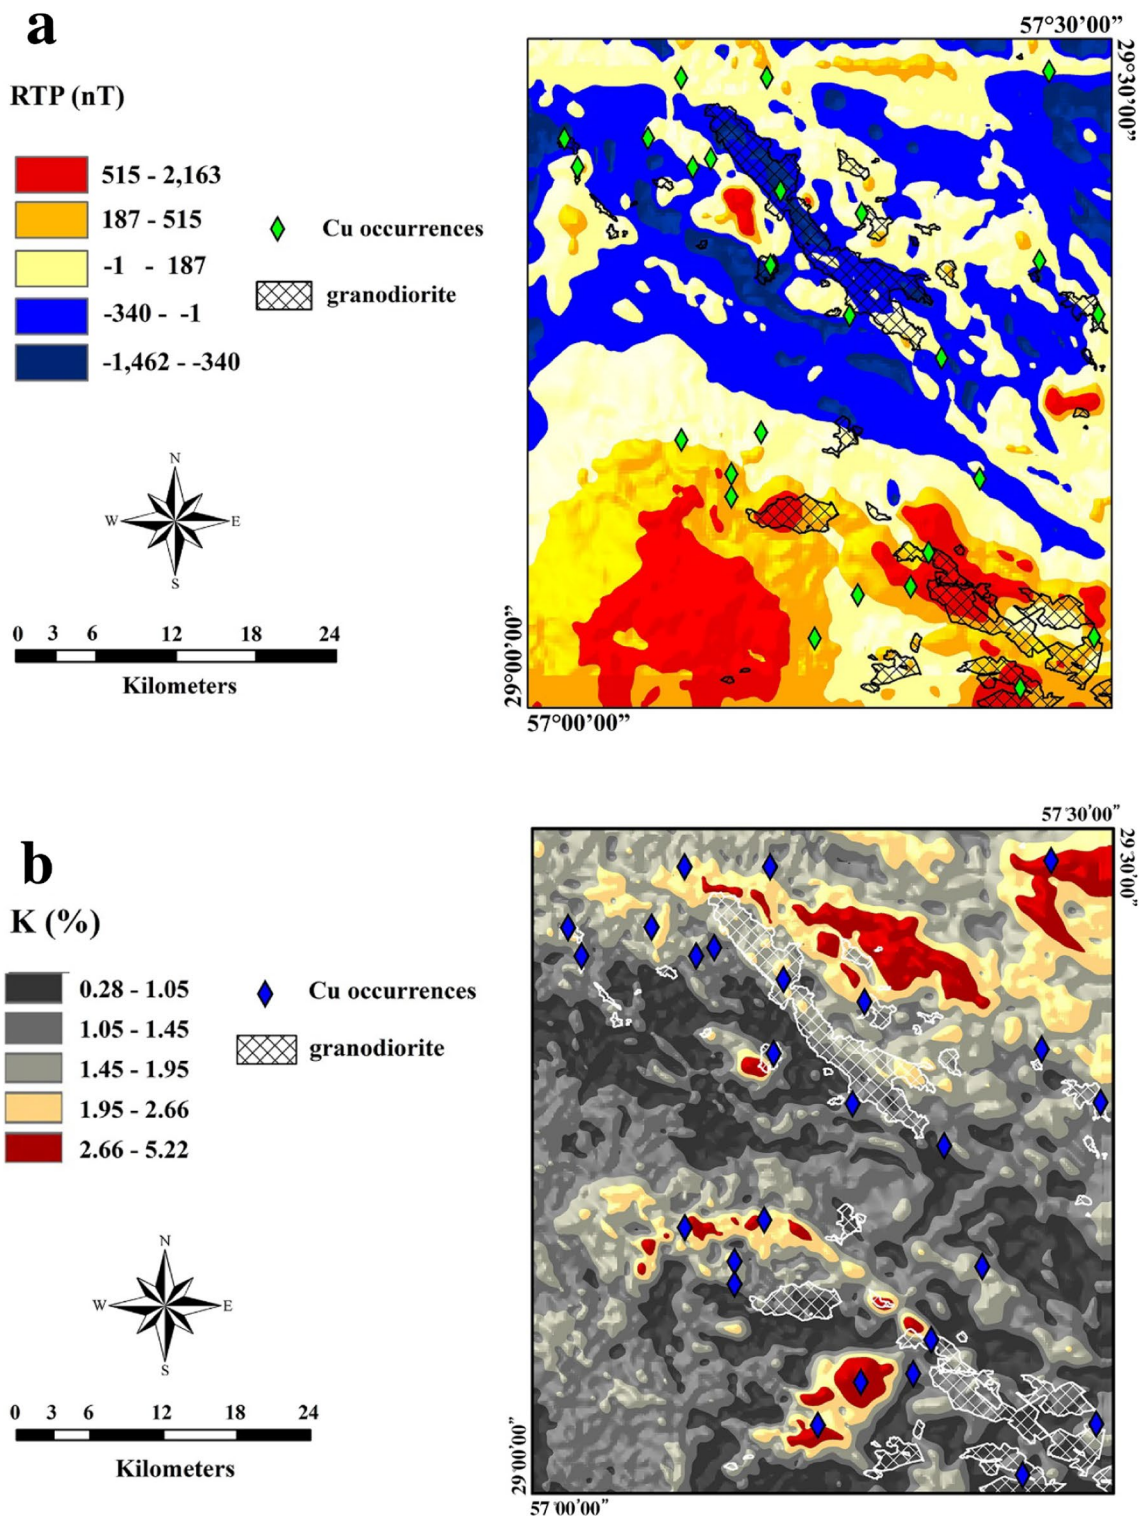 a
57°30’00”
29°30’00”
RTP (nT)
515 - 2,163
187 - 515
-1 - 187
-340 - -1
-1,462 - -340
Cu occurrences
granodiorite
N
W E
S
0 3 6 12 18 24
Kilometers
29°00’00”
57°00’00”
b
57°30’00”
29°30’00”
K (%)
0.28 - 1.05
1.05 - 1.45
1.45 - 1.95
1.95 - 2.66
2.66 - 5.22
Cu occurrences
granodiorite
N
W E
S
0 3 6 12 18 24
Kilometers
29°00’00”
57°00’00”